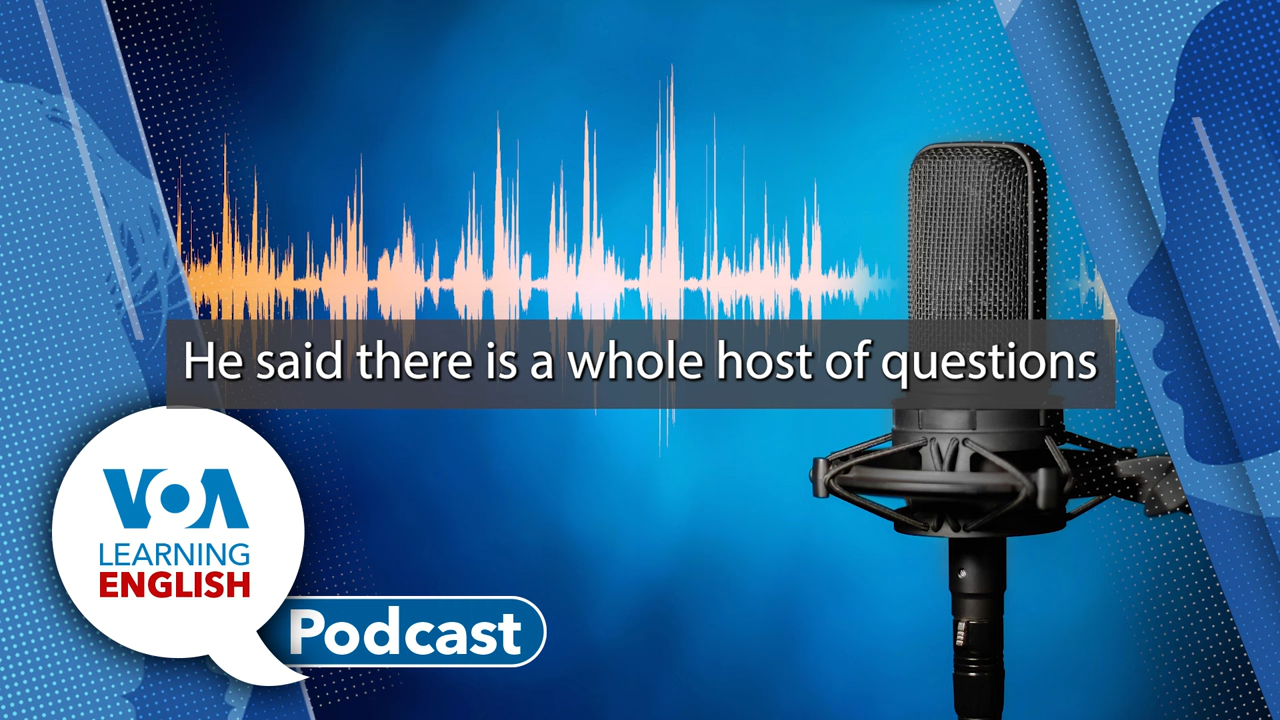 He said there is a whole host of questions
VOA
LEARNING
ENGLISH
Podcast